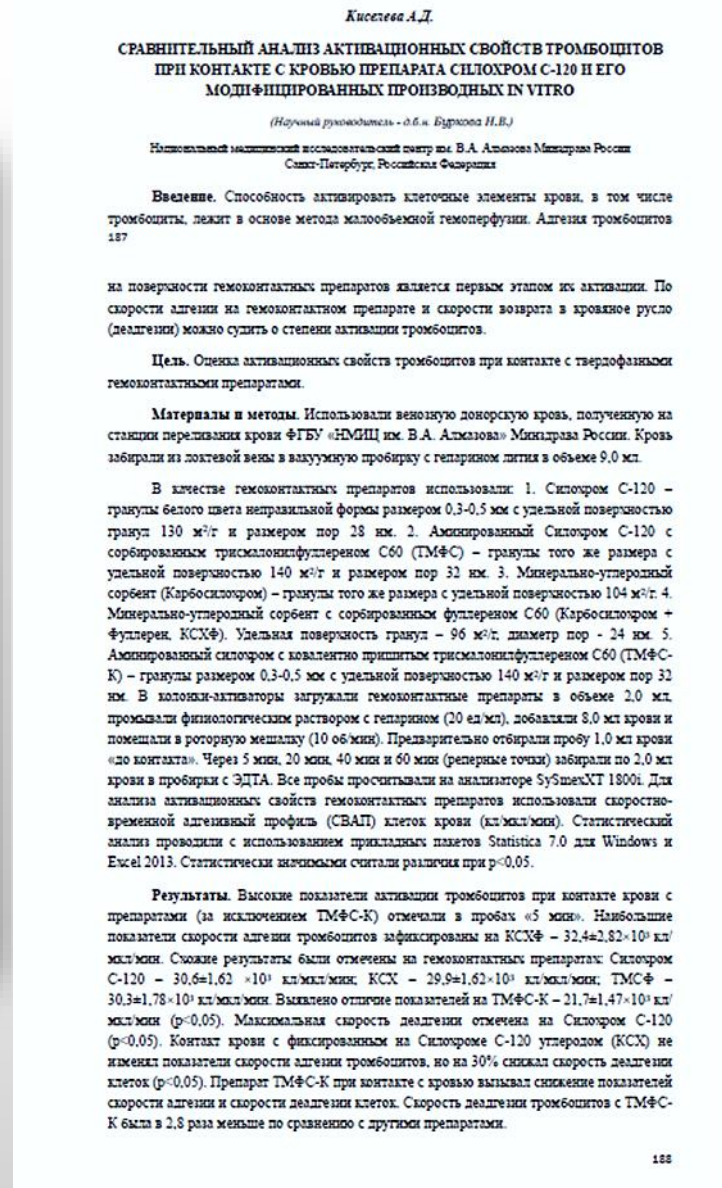 Киселева А.Д.
СРАВНИТЕЛЬНЫЙ АНАЛИЗ АКТИВАЦИОННЫХ СВОЙСТВ ТРОМБОЦИТОВ
ПРИ КОНТАКТЕ С КРОВЬЮ ПРЕПАРАТА СИЛОХРОМ С-120 И ЕГО
МОДИФИЦИРОВАННЫХ ПРОИЗВОДНЫХ IN VITRO
(Научный руководитель - д.б.н. Буркова Н.В.)
Национальный медицинский исследовательский центр им. В.А. Алмазова Минздрава России
Санкт-Петербург, Российская Федерация
Введение. Способность активировать клеточные элементы крови, в том числе
тромбоциты, лежит в основе метода малообъемной гемоперфузии. Адгезия тромбоцитов
187
на поверхности гемоконтактных препаратов является первым этапом их активации. По
скорости адгезии на гемоконтактном препарате и скорости возврата в кровяное русло
(деадгезии) можно судить о степени активации тромбоцитов.
Цель. Оценка активационных свойств тромбоцитов при контакте с твердофазными
гемоконтактными препаратами.
Материалы и методы. Использовали венозную донорскую кровь, полученную на
станции переливания крови ФГБУ «НМИЦ им. В.А. Алмазова» Минздрава России. Кровь
забирали из локтевой вены в вакуумную пробирку с гепарином лития в объеме 9,0 мл.
В качестве гемоконтактных препаратов использовали: 1. Силохром С-120 –
гранулы белого цвета неправильной формы размером 0,3-0,5 мм с удельной поверхностью
гранул 130 м²/г и размером пор 28 нм. 2. Аминированный Силохром С-120 с
сорбированным трисмалонилфуллереном С60 (ТМФС) – гранулы того же размера с
удельной поверхностью 140 м²/г и размером пор 32 нм. 3. Минерально-углеродный
сорбент (Карбосилохром) – гранулы того же размера с удельной поверхностью 104 м²/г. 4.
Минерально-углеродный сорбент с сорбированным фуллереном С60 (Карбосилохром +
Фуллерен, КСХФ). Удельная поверхность гранул – 96 м²/г, диаметр пор - 24 нм. 5.
Аминированный силохром с ковалентно пришитым трисмалонилфуллереном С60 (ТМФС-
К) – гранулы размером 0,3-0,5 мм с удельной поверхностью 140 м²/г и размером пор 32
нм. В колонки-активаторы загружали гемоконтактные препараты в объеме 2,0 мл,
промывали физиологическим раствором с гепарином (20 ед/мл), добавляли 8,0 мл крови и
помещали в роторную мешалку (10 об/мин). Предварительно отбирали пробу 1,0 мл крови
«до контакта». Через 5 мин, 20 мин, 40 мин и 60 мин (реперные точки) забирали по 2,0 мл
крови в пробирки с ЭДТА. Все пробы просчитывали на анализаторе SySmexXT 1800i. Для
анализа активационных свойств гемоконтактных препаратов использовали скоростно-
временной адгезивный профиль (СВАП) клеток крови (кл/мкл/мин). Статистический
анализ проводили с использованием прикладных пакетов Statistica 7.0 для Windows и
Excel 2013. Статистически значимыми считали различия при p<0,05.
Результаты. Высокие показатели активации тромбоцитов при контакте крови с
препаратами (за исключением ТМФС-К) отмечали в пробах «5 мин». Наибольшие
показатели скорости адгезии тромбоцитов зафиксированы на КСХФ – 32,4±2,82×10³ кл/
мкл/мин. Схожие результаты были отмечены на гемоконтактных препаратах: Силохром
С-120 – 30,6±1,62 ×10³ кл/мкл/мин; КСХ – 29,9±1,62×10³ кл/мкл/мин; ТМСФ –
30,3±1,78×10³ кл/мкл/мин. Выявлено отличие показателей на ТМФС-К – 21,7±1,47×10³ кл/
мкл/мин (p<0,05). Максимальная скорость деадгезии отмечена на Силохром С-120
(p<0,05). Контакт крови с фиксированным на Силохроме С-120 углеродом (КСХ) не
изменял показатели скорости адгезии тромбоцитов, но на 30% снижал скорость деадгезии
клеток (p<0,05). Препарат ТМФС-К при контакте с кровью вызывал снижение показателей
скорости адгезии и скорости деадгезии клеток. Скорость деадгезии тромбоцитов с ТМФС-
К была в 2,8 раза меньше по сравнению с другими препаратами.
188